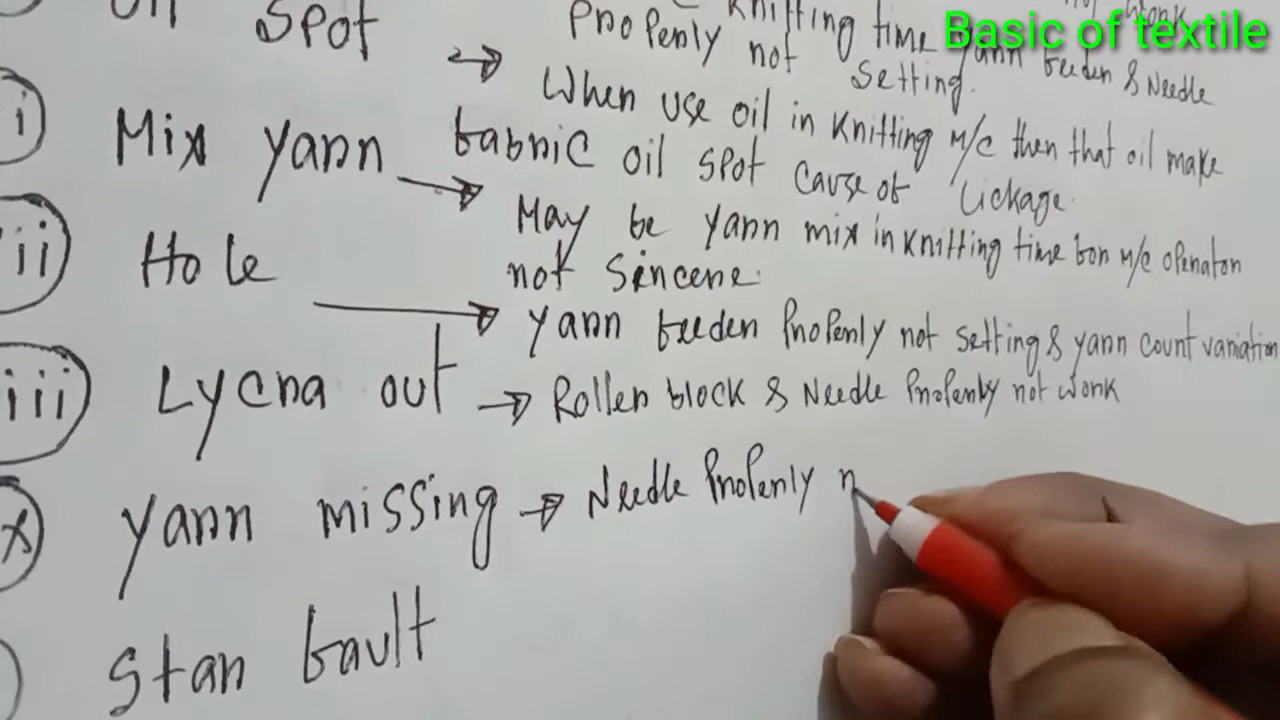 Basic of textile
Oil Spot
Knitting time yarn feeder & Needle
Properly not setting.
Mix yarn → When use oil in Knitting M/c then that oil make
fabric oil spot cause of lickage.
Hole → May be yarn mix in Knitting time for M/c operator
not sincere.
→ Yarn feeder Properly not setting & yarn count variation
iii Lycra out → Roller block & Needle Properly not work
x Yarn missing → Needle Properly n
Star fault